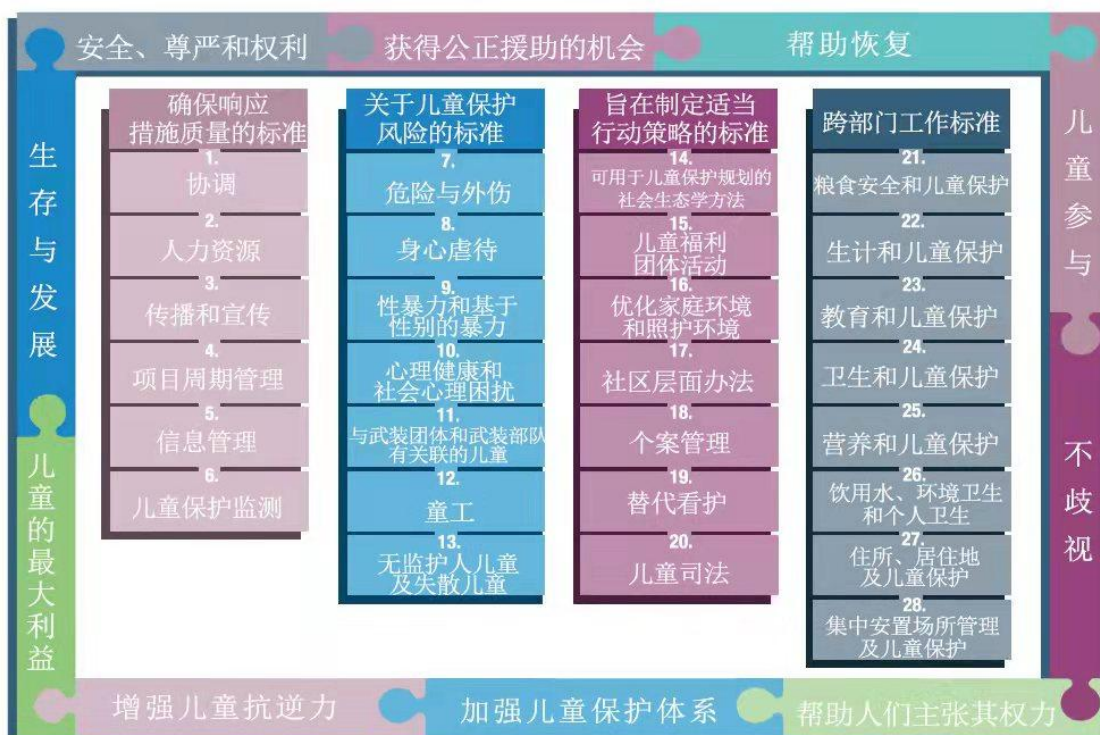 安全、尊严和权利
获得公正援助的机会
帮助恢复
生存与发展
儿童的最大利益
确保响应
措施质量的标准
1.
协调
2.
人力资源
3.
传播和宣传
4.
项目周期管理
5.
信息管理
6.
儿童保护监测
关于儿童保护
风险的标准
7.
危险与外伤
8.
身心虐待
9.
性暴力和基于
性别的暴力
10.
心理健康和
社会心理困扰
11.
与武装团体和武装部队
有关联的儿童
12.
童工
13.
无监护人儿童
及失散儿童
旨在制定适当
行动策略的标准
14.
可用于儿童保护规划的
社会生态学方法
15.
儿童福利
团体活动
16.
优化家庭环境
和照护环境
17.
社区层面办法
18.
个案管理
19.
替代看护
20.
儿童司法
跨部门工作标准
21.
粮食安全和儿童保护
22.
生计和儿童保护
23.
教育和儿童保护
24.
卫生和儿童保护
25.
营养和儿童保护
26.
饮用水、环境卫生
和个人卫生
27.
住所、居住地
及儿童保护
28.
集中安置场所管理
及儿童保护
儿童参与
不歧视
增强儿童抗逆力
加强儿童保护体系
帮助人们主张其权力